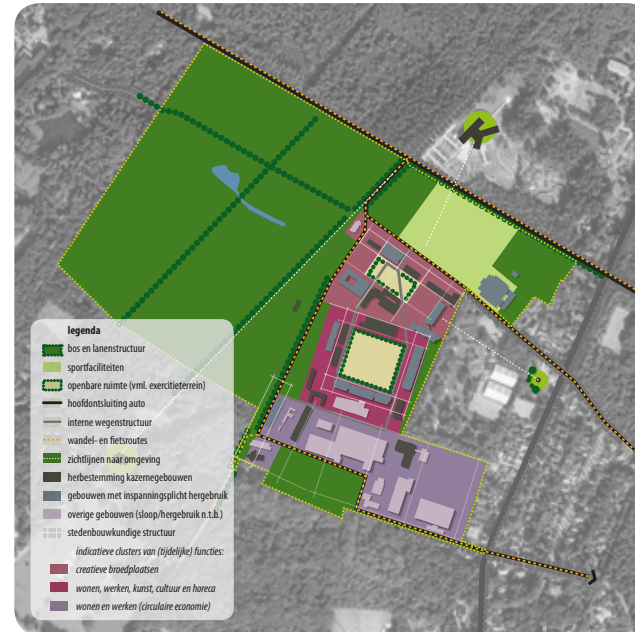 legenda
bos en lanenstructuur
sportfaciliteiten
openbare ruimte (vml. exercitieterrein)
hoofdontsluiting auto
interne wegenstructuur
wandel- en fietsroutes
zichtlijnen naar omgeving
herbestemming kazernegebouwen
gebouwen met inspanningsplicht hergebruik
overige gebouwen (sloop/hergebruik n.t.b.)
stedenbouwkundige structuur
indicatieve clusters van (tijdelijke) functies:
creatieve broedplaatsen
wonen, werken, kunst, cultuur en horeca
wonen en werken (circulaire economie)